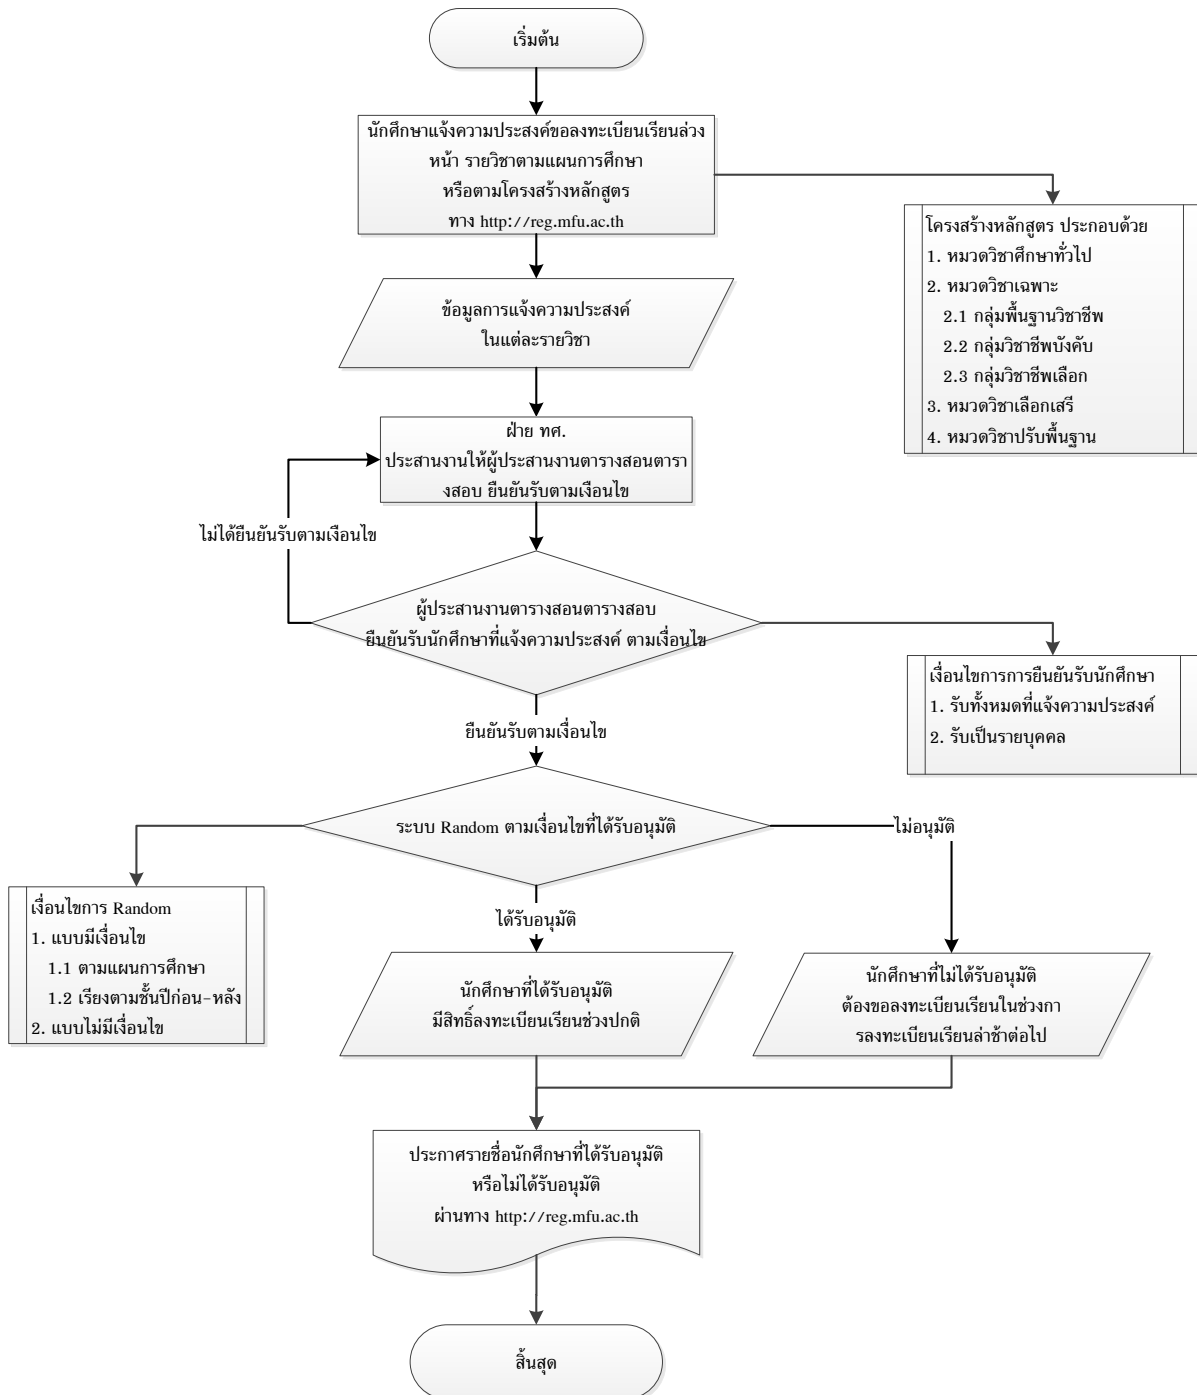 เริ่มต้น
นักศึกษาแจ้งความประสงค์ขอลงทะเบียนเรียนล่วง
หน้า รายวิชาตามแผนการศึกษา
หรือตามโครงสร้างหลักสูตร
ทาง http://reg.mfu.ac.th
โครงสร้างหลักสูตร ประกอบด้วย
1. หมวดวิชาศึกษาทั่วไป
2. หมวดวิชาเฉพาะ
2.1 กลุ่มพื้นฐานวิชาชีพ
2.2 กลุ่มวิชาชีพบังคับ
2.3 กลุ่มวิชาชีพเลือก
3. หมวดวิชาเลือกเสรี
4. หมวดวิชาปรับพื้นฐาน
ข้อมูลการแจ้งความประสงค์
ในแต่ละรายวิชา
ฝ่าย ทศ.
ประสานงานให้ผู้ประสานงานตารางสอนตารา
งสอบ ยืนยันรับตามเงื่อนไข
ไม่ได้ยืนยันรับตามเงื่อนไข
ผู้ประสานงานตารางสอนตารางสอบ
ยืนยันรับนักศึกษาที่แจ้งความประสงค์ ตามเงื่อนไข
เงื่อนไขการการยืนยันรับนักศึกษา
1. รับทั้งหมดที่แจ้งความประสงค์
2. รับเป็นรายบุคคล
ยืนยันรับตามเงื่อนไข
ระบบ Random ตามเงื่อนไขที่ได้รับอนุมัติ
ไม่อนุมัติ
เงื่อนไขการ Random
1. แบบมีเงื่อนไข
1.1 ตามแผนการศึกษา
1.2 เรียงตามชั้นปีก่อน-หลัง
2. แบบไม่มีเงื่อนไข
ได้รับอนุมัติ
นักศึกษาที่ได้รับอนุมัติ
มีสิทธิ์ลงทะเบียนเรียนช่วงปกติ
นักศึกษาที่ไม่ได้รับอนุมัติ
ต้องขอลงทะเบียนเรียนในช่วงกา
รลงทะเบียนเรียนล่าช้าต่อไป
ประกาศรายชื่อนักศึกษาที่ได้รับอนุมัติ
หรือไม่ได้รับอนุมัติ
ผ่านทาง http://reg.mfu.ac.th
สิ้นสุด